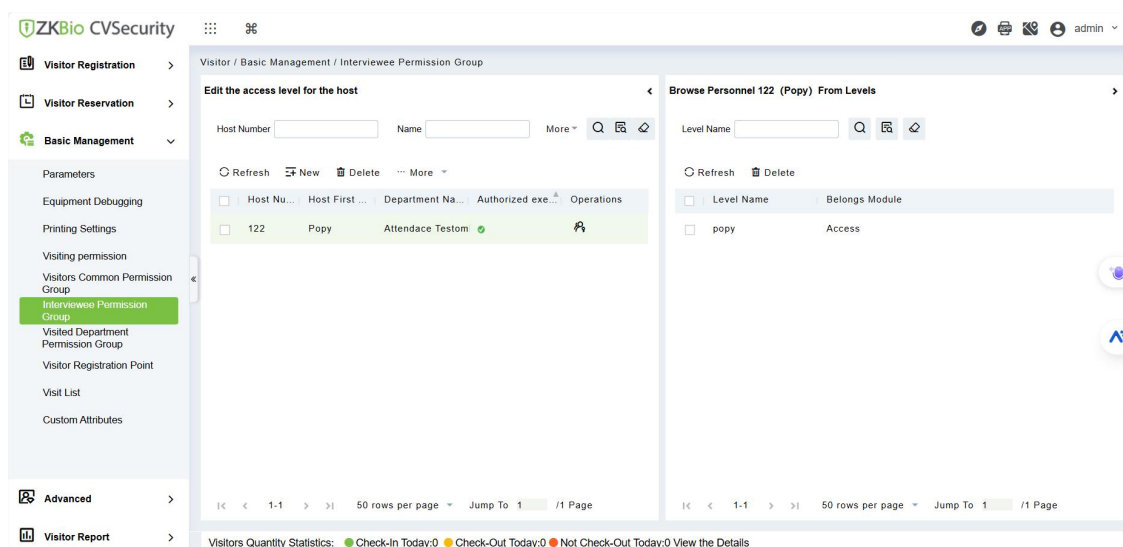 ZKBio CVSecurity
admin
Visitor Registration
Visitor Reservation
Basic Management
Parameters
Equipment Debugging
Printing Settings
Visiting permission
Visitors Common Permission
Group
Interviewee Permission
Group
Visited Department
Permission Group
Visitor Registration Point
Visit List
Custom Attributes
Advanced
Visitor Report
Visitor / Basic Management / Interviewee Permission Group
Edit the access level for the host
Host Number Name More
Refresh New Delete ··· More
Host Nu... Host First ... Department Na... Authorized exe... Operations
122 Popy Attendace Testom
1-1 50 rows per page Jump To 1 /1 Page
Browse Personnel 122 (Popy) From Levels
Level Name
Refresh Delete
Level Name Belongs Module
popy Access
1-1 50 rows per page Jump To 1 /1 Page
Visitors Quantity Statistics: Check-In Today:0 Check-Out Today:0 Not Check-Out Today:0 View the Details